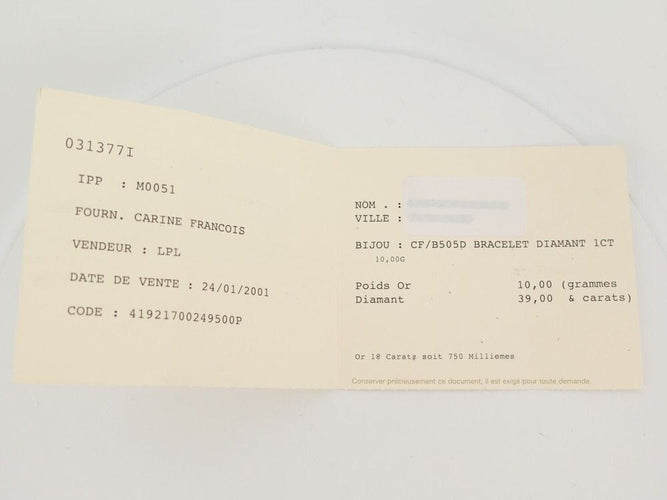 031377I
IPP : M0051
FOURN. CARINE FRANCOIS
VENDEUR : LPL
DATE DE VENTE : 24/01/2001
CODE : 41921700249500P
NOM . :
VILLE :
BIJOU : CF/B505D BRACELET DIAMANT 1CT
10,00G
Poids Or 10,00 (grammes
Diamant 39,00 & carats)
Or 18 Carats soit 750 Milliemes
Conserver précieusement ce document, il est exigé pour toute demande.